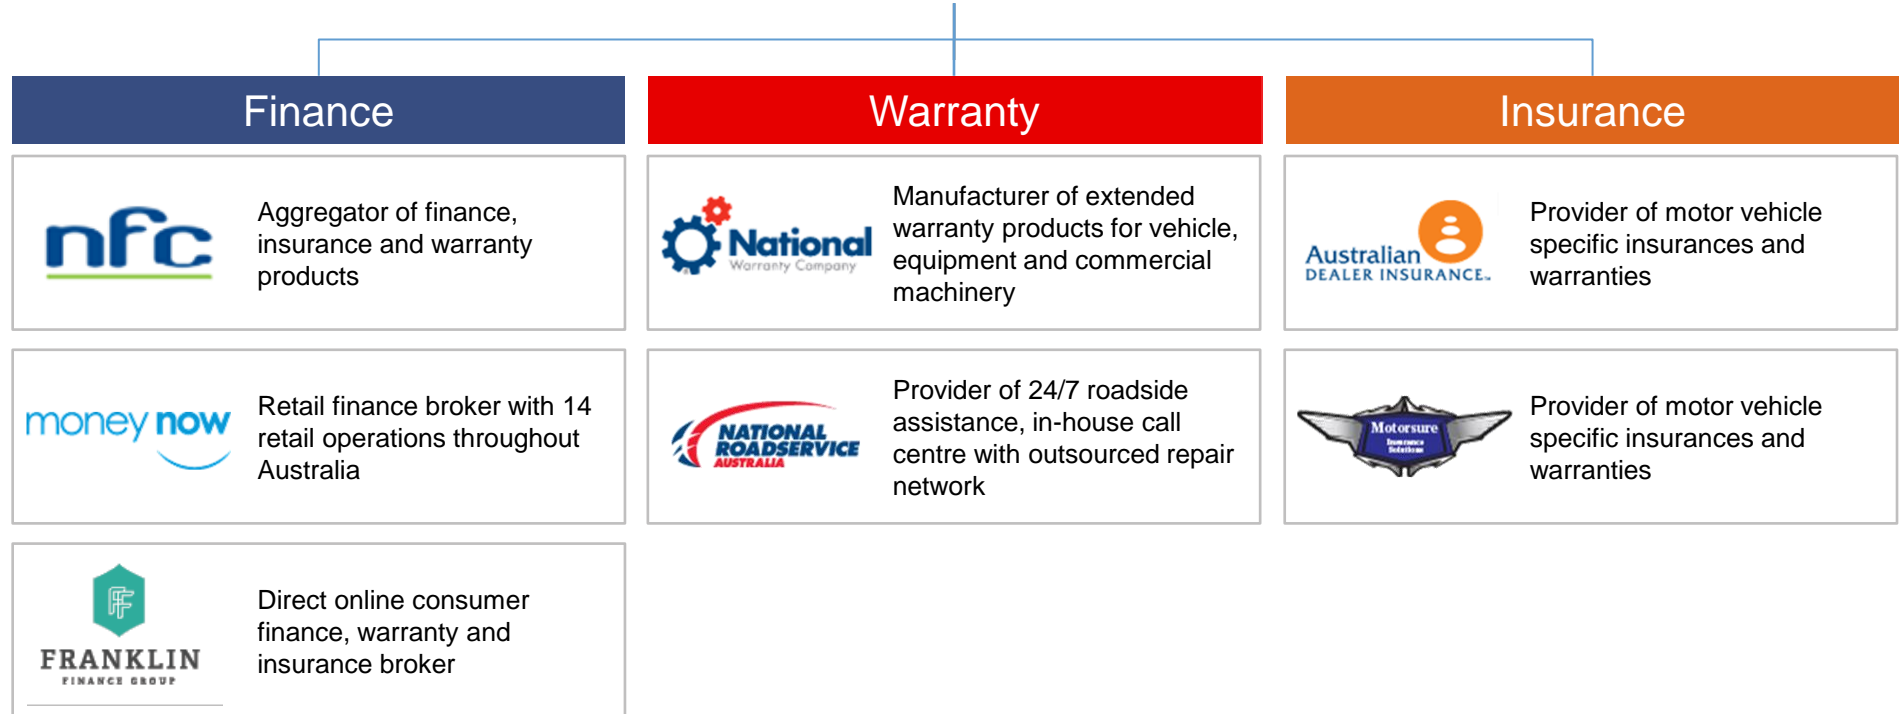 Finance
nfc
Aggregator of finance,
insurance and warranty
products
money now
Retail finance broker with 14
retail operations throughout
Australia
FF
FRANKLIN
FINANCE GROUP
Direct online consumer
finance, warranty and
insurance broker
Warranty
National
Warranty Company
Manufacturer of extended
warranty products for vehicle,
equipment and commercial
machinery
NATIONAL
ROADSERVICE
AUSTRALIA
Provider of 24/7 roadside
assistance, in-house call
centre with outsourced repair
network
Insurance
Australian
DEALER INSURANCE™
Provider of motor vehicle
specific insurances and
warranties
Motorsure
Insurance
Solutions
Provider of motor vehicle
specific insurances and
warranties